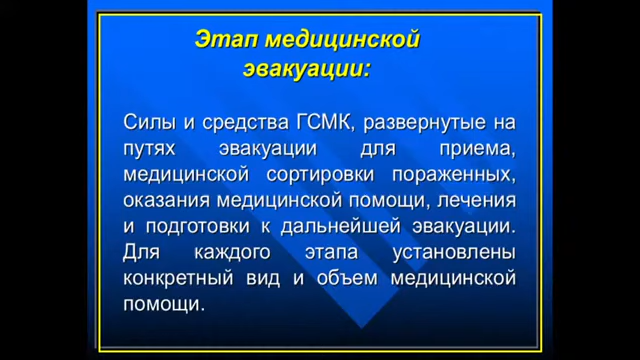 Этап медицинской
эвакуации:
Силы и средства ГСМК, развернутые на
путях эвакуации для приема,
медицинской сортировки пораженных,
оказания медицинской помощи, лечения
и подготовки к дальнейшей эвакуации.
Для каждого этапа установлены
конкретный вид и объем медицинской
помощи.